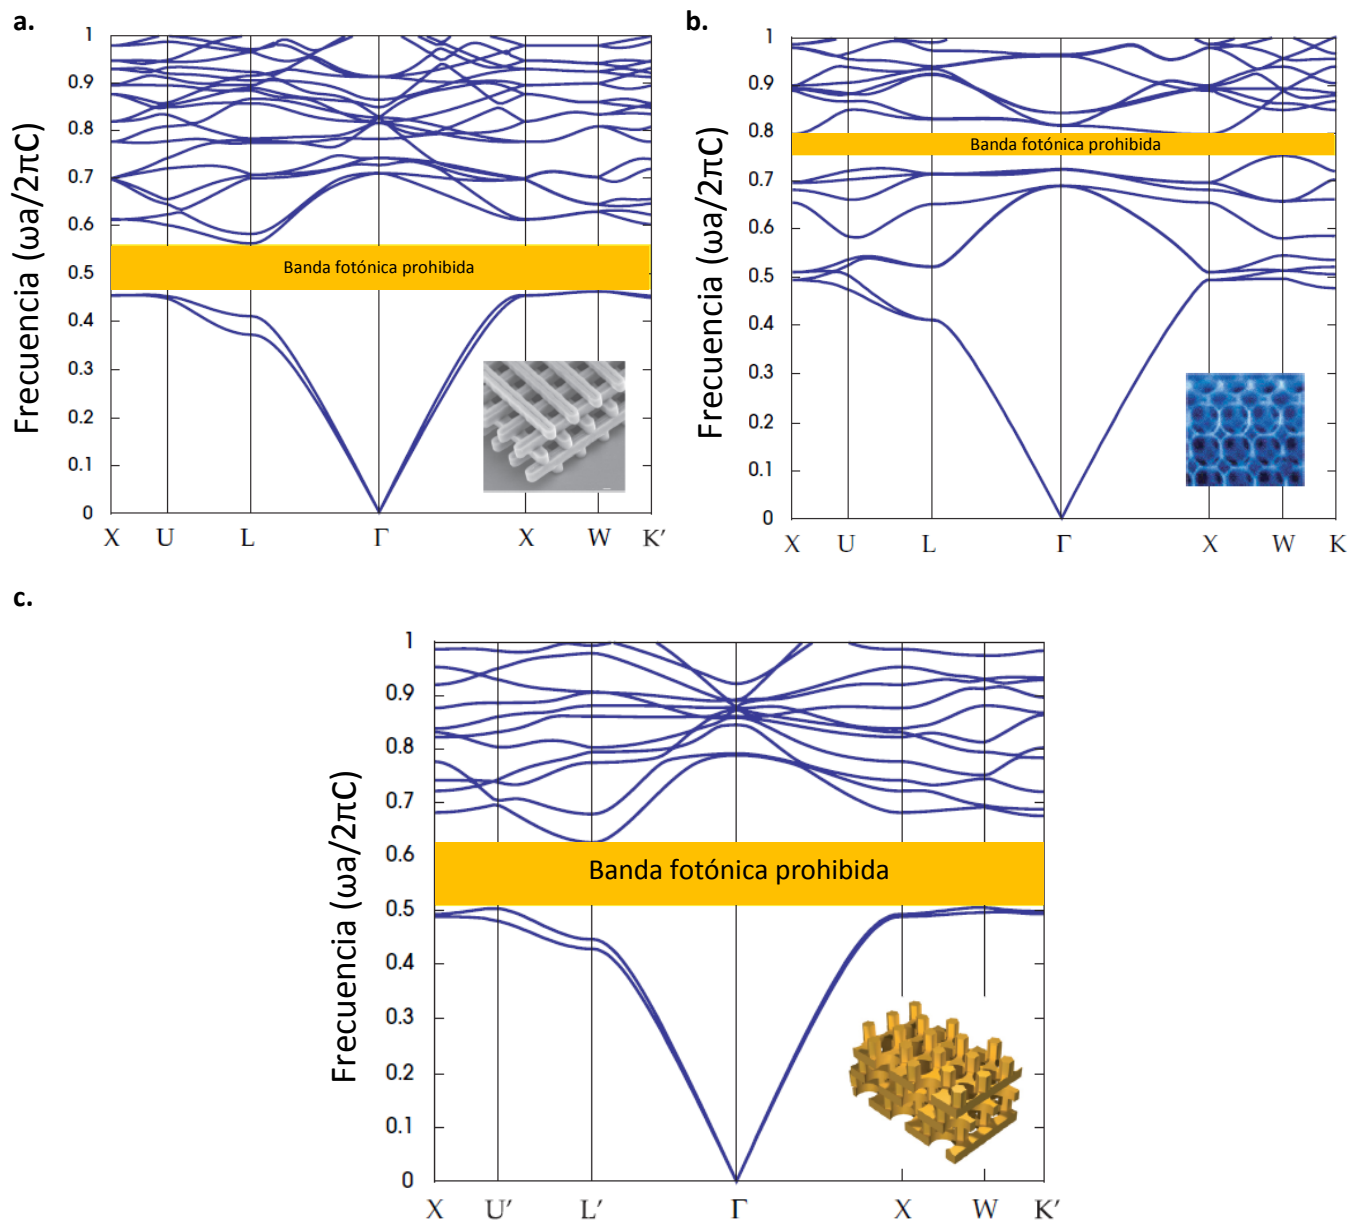 a.
Frecuencia (ωa/2πC)
1
0.9
0.8
0.7
0.6
0.5
0.4
0.3
0.2
0.1
0
Banda fotónica prohibida
X U L Γ X W K′
b.
Frecuencia (ωa/2πC)
1
0.9
0.8
0.7
0.6
0.5
0.4
0.3
0.2
0.1
0
Banda fotónica prohibida
X U L Γ X W K
c.
Frecuencia (ωa/2πC)
1
0.9
0.8
0.7
0.6
0.5
0.4
0.3
0.2
0.1
0
Banda fotónica prohibida
X U′ L′ Γ X W K′